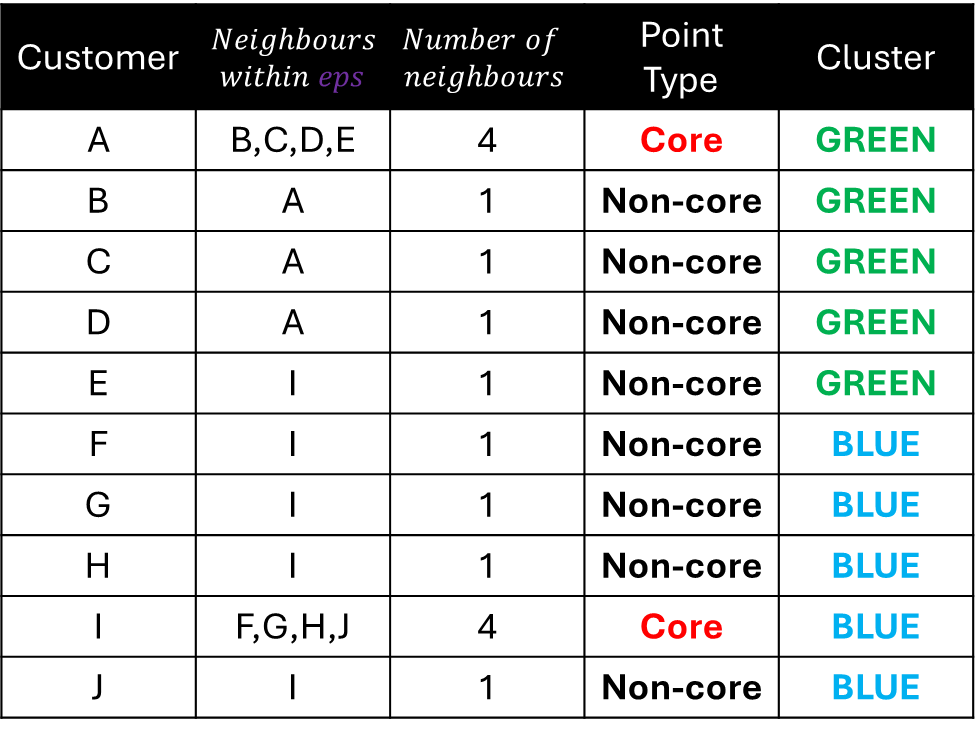 Customer Neighbours within eps Number of neighbours Point Type Cluster
A B,C,D,E 4 Core GREEN
B A 1 Non-core GREEN
C A 1 Non-core GREEN
D A 1 Non-core GREEN
E I 1 Non-core GREEN
F I 1 Non-core BLUE
G I 1 Non-core BLUE
H I 1 Non-core BLUE
I F,G,H,J 4 Core BLUE
J I 1 Non-core BLUE